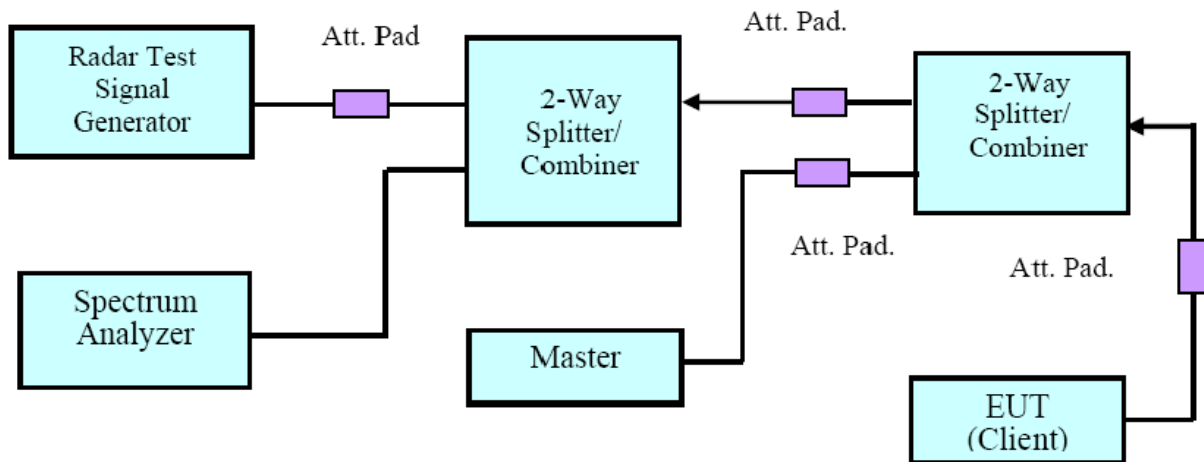 Radar Test
Signal
Generator
Att. Pad
2-Way
Splitter/
Combiner
Att. Pad.
2-Way
Splitter/
Combiner
Att. Pad.
Att. Pad.
Spectrum
Analyzer
Master
EUT
(Client)